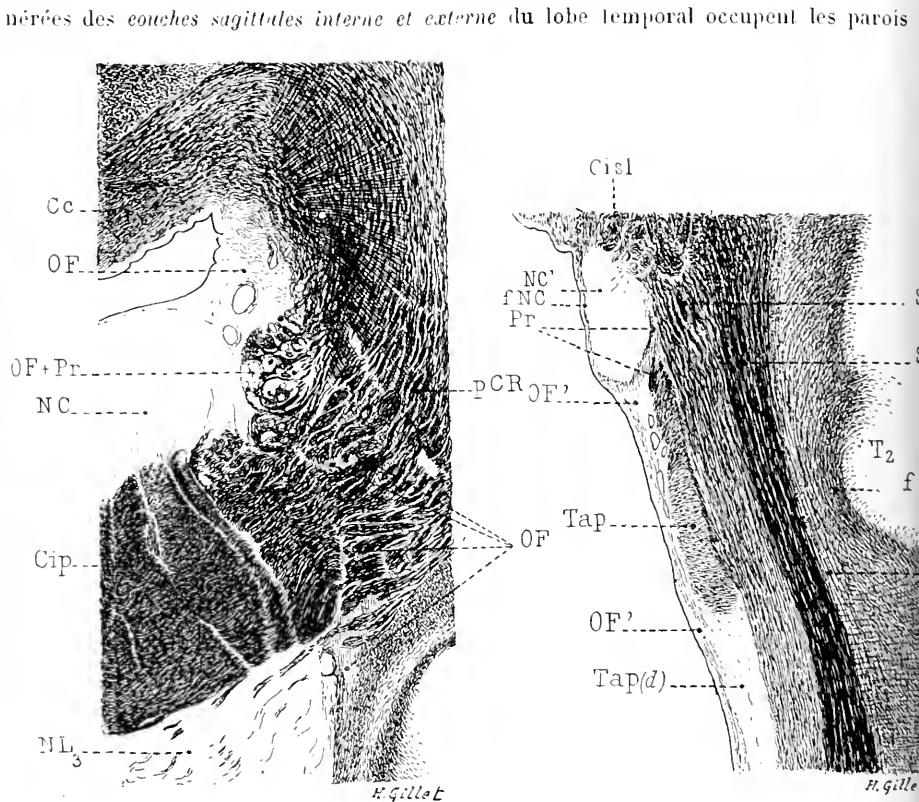 nérées des couches sagittales interne et externe du lobe temporal occupent les parois
Cc
OF
OF+Pr
NC
Cip
NL3
pCR
OF
H. Gillet
Cisl
NC'
fNC
Pr
OF'
Tap
OF'
Tap(d)
S
s
T2
f
H. Gille